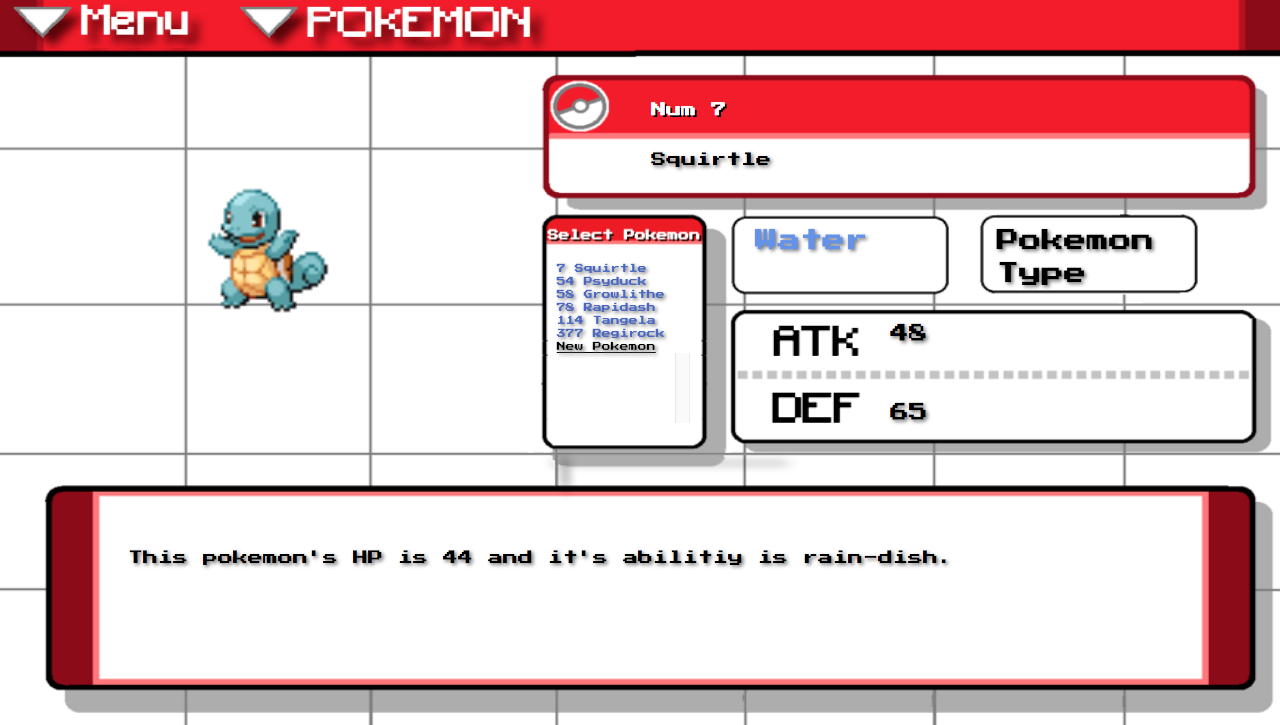 Menu POKEMON
Num 7
Squirtle
Select Pokemon
7 Squirtle
54 Psyduck
58 Growlithe
78 Rapidash
114 Tangela
377 Regirock
New Pokemon
Water
Pokemon
Type
ATK 48
DEF 65
This pokemon's HP is 44 and it's abilitiy is rain-dish.